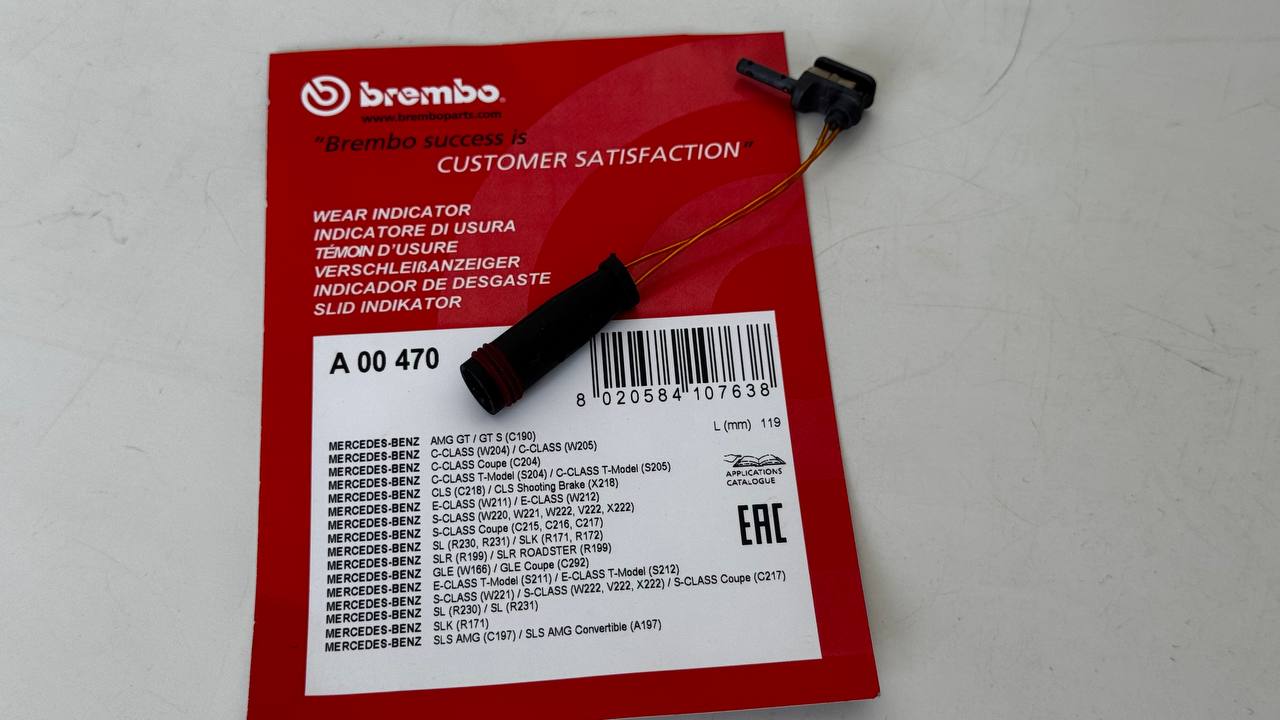 brembo
www.bremboparts.com
"Brembo success is
CUSTOMER SATISFACTION"
WEAR INDICATOR
INDICATORE DI USURA
TÉMOIN D'USURE
VERSCHLEIßANZEIGER
INDICADOR DE DESGASTE
SLID INDIKATOR
A 00 470
8 020584 107638
L (mm) 119
MERCEDES-BENZ AMG GT / GT S (C190)
MERCEDES-BENZ C-CLASS (W204) / C-CLASS (W205)
MERCEDES-BENZ C-CLASS Coupe (C204)
MERCEDES-BENZ C-CLASS T-Model (S204) / C-CLASS T-Model (S205)
MERCEDES-BENZ CLS (C218) / CLS Shooting Brake (X218)
MERCEDES-BENZ E-CLASS (W211) / E-CLASS (W212)
MERCEDES-BENZ S-CLASS (W220, W221, W222, V222, X222)
MERCEDES-BENZ S-CLASS Coupe (C215, C216, C217)
MERCEDES-BENZ SL (R230, R231) / SLK (R171, R172)
MERCEDES-BENZ SLR (R199) / SLR ROADSTER (R199)
MERCEDES-BENZ GLE (W166) / GLE Coupe (C292)
MERCEDES-BENZ E-CLASS T-Model (S211) / E-CLASS T-Model (S212)
MERCEDES-BENZ S-CLASS (W221) / S-CLASS (W222, V222, X222) / S-CLASS Coupe (C217)
MERCEDES-BENZ SL (R230) / SL (R231)
MERCEDES-BENZ SLK (R171)
MERCEDES-BENZ SLS AMG (C197) / SLS AMG Convertible (A197)
APPLICATIONS
CATALOGUE
EAC